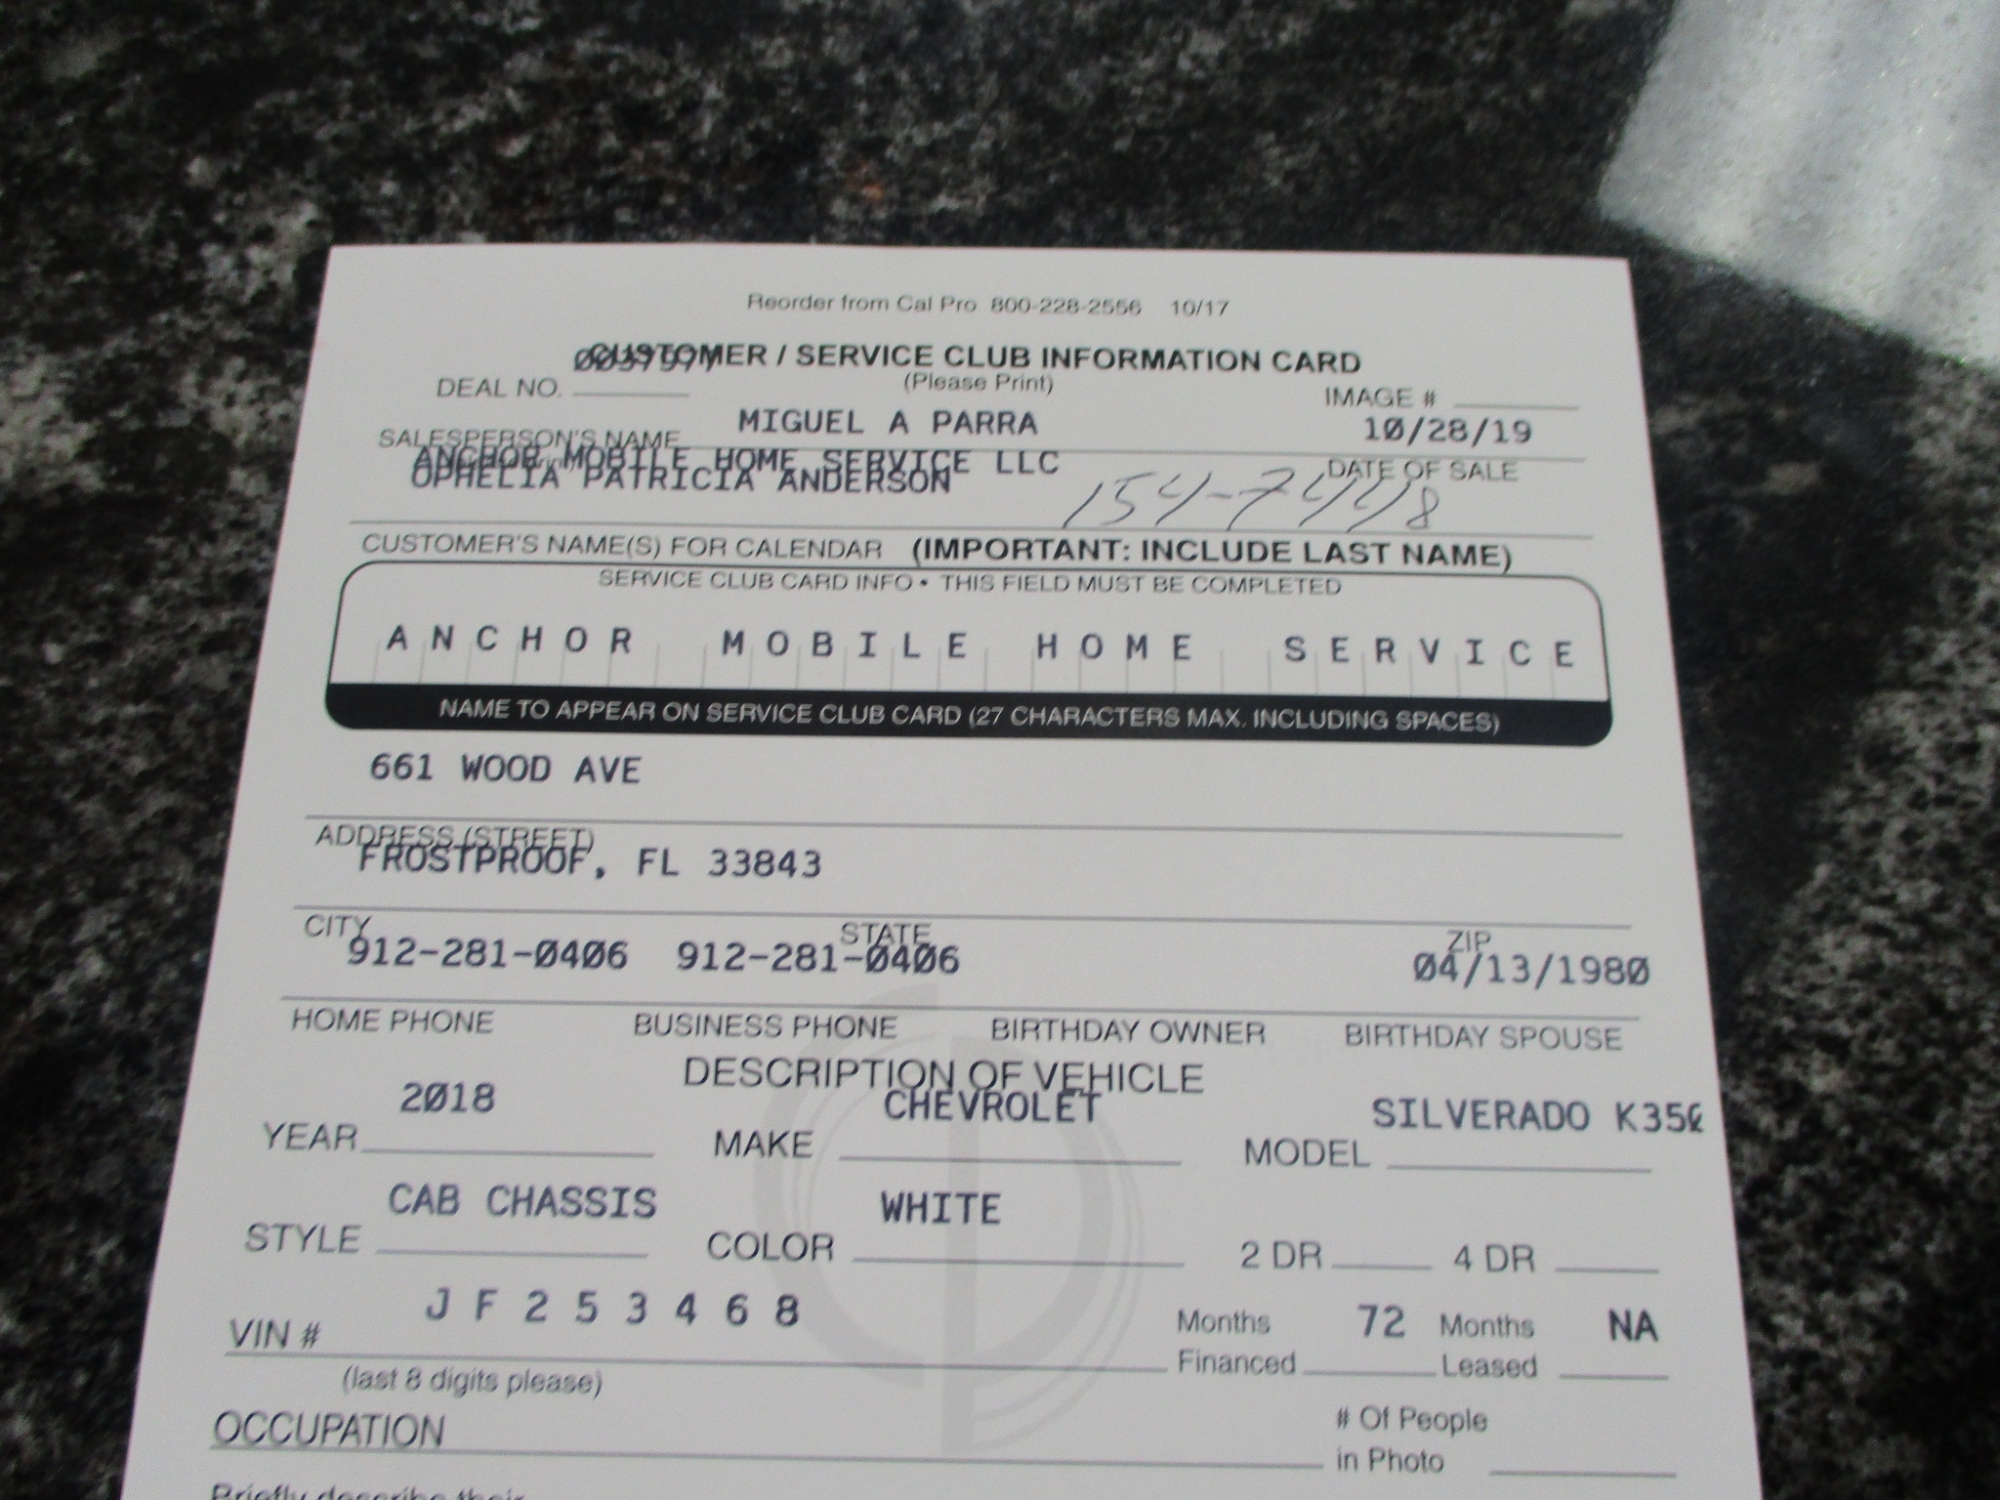 Reorder from Cal Pro 800-228-2556 10/17
CUSTOMER / SERVICE CLUB INFORMATION CARD
(Please Print)
DEAL NO. IMAGE #
MIGUEL A PARRA 10/28/19
SALESPERSON'S NAME DATE OF SALE
ANCHOR MOBILE HOME SERVICE LLC
OPHELIA PATRICIA ANDERSON 154-7448
CUSTOMER'S NAME(S) FOR CALENDAR (IMPORTANT: INCLUDE LAST NAME)
SERVICE CLUB CARD INFO • THIS FIELD MUST BE COMPLETED
ANCHOR MOBILE HOME SERVICE
NAME TO APPEAR ON SERVICE CLUB CARD (27 CHARACTERS MAX. INCLUDING SPACES)
661 WOOD AVE
ADDRESS (STREET)
FROSTPROOF, FL 33843
CITY STATE ZIP
912-281-0406 912-281-0406 04/13/1980
HOME PHONE BUSINESS PHONE BIRTHDAY OWNER BIRTHDAY SPOUSE
DESCRIPTION OF VEHICLE
2018 CHEVROLET SILVERADO K350
YEAR MAKE MODEL
CAB CHASSIS WHITE
STYLE COLOR 2 DR 4 DR
JF253468 Months 72 Months NA
VIN # Financed Leased
(last 8 digits please)
OCCUPATION # Of People
in Photo
Briefly describe their